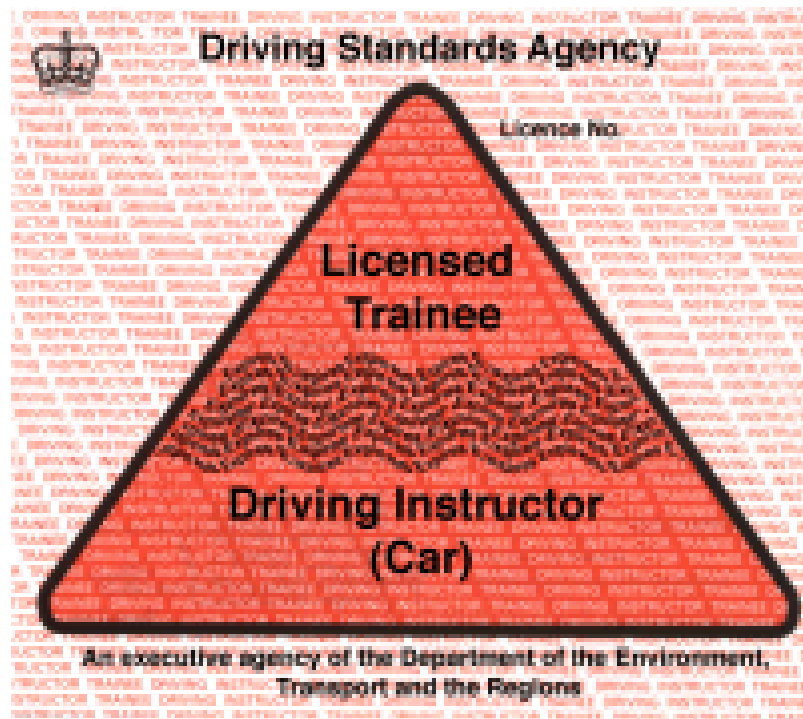 Driving Standards Agency
Licence No.
Licensed
Trainee
Driving Instructor
(Car)
An executive agency of the Department of the Environment,
Transport and the Regions